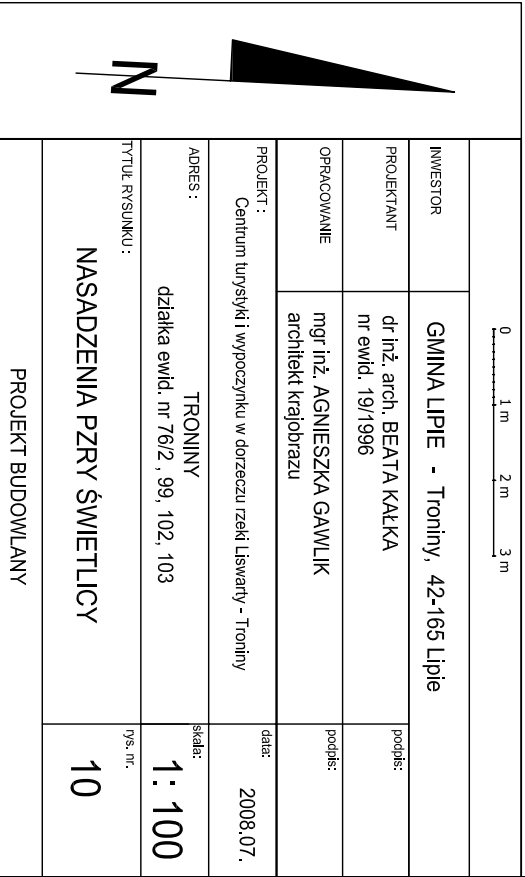 0 1 m 2 m 3 m
INWESTOR
GMINA LIPIE - Troniny, 42-165 Lipie
PROJEKTANT
dr inż. arch. BEATA KAŁKA
nr ewid. 19/1996
podpis:
OPRACOWANIE
mgr inż. AGNIESZKA GAWLIK
architekt krajobrazu
podpis:
PROJEKT :
Centrum turystyki i wypoczynku w dorzeczu rzeki Liswarty - Troniny
data:
2008.07.
ADRES :
TRONINY
działka ewid. nr 76/2 , 99, 102, 103
skala:
1: 100
TYTUŁ RYSUNKU :
NASADZENIA PZRY ŚWIETLICY
rys. nr.
10
PROJEKT BUDOWLANY
N